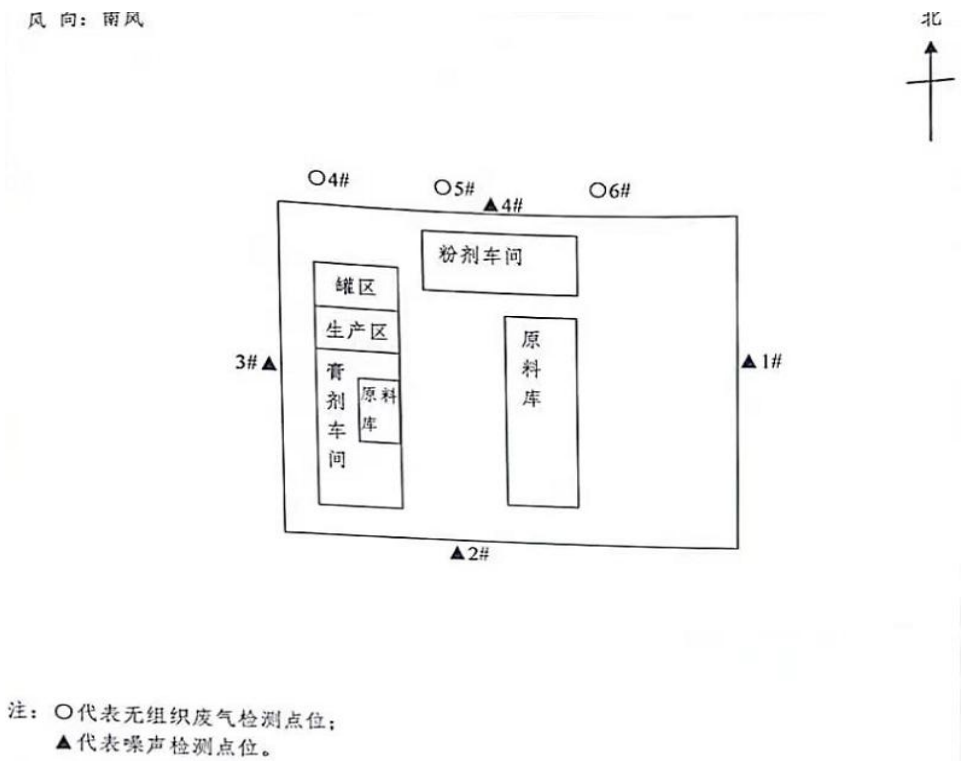 风 向: 南风
北
○4#
○5#
▲4#
○6#
粉剂车间
罐区
生产区
膏剂车间
原料库
原料库
3#▲
▲1#
▲2#
注: ○代表无组织废气检测点位;
▲代表噪声检测点位。